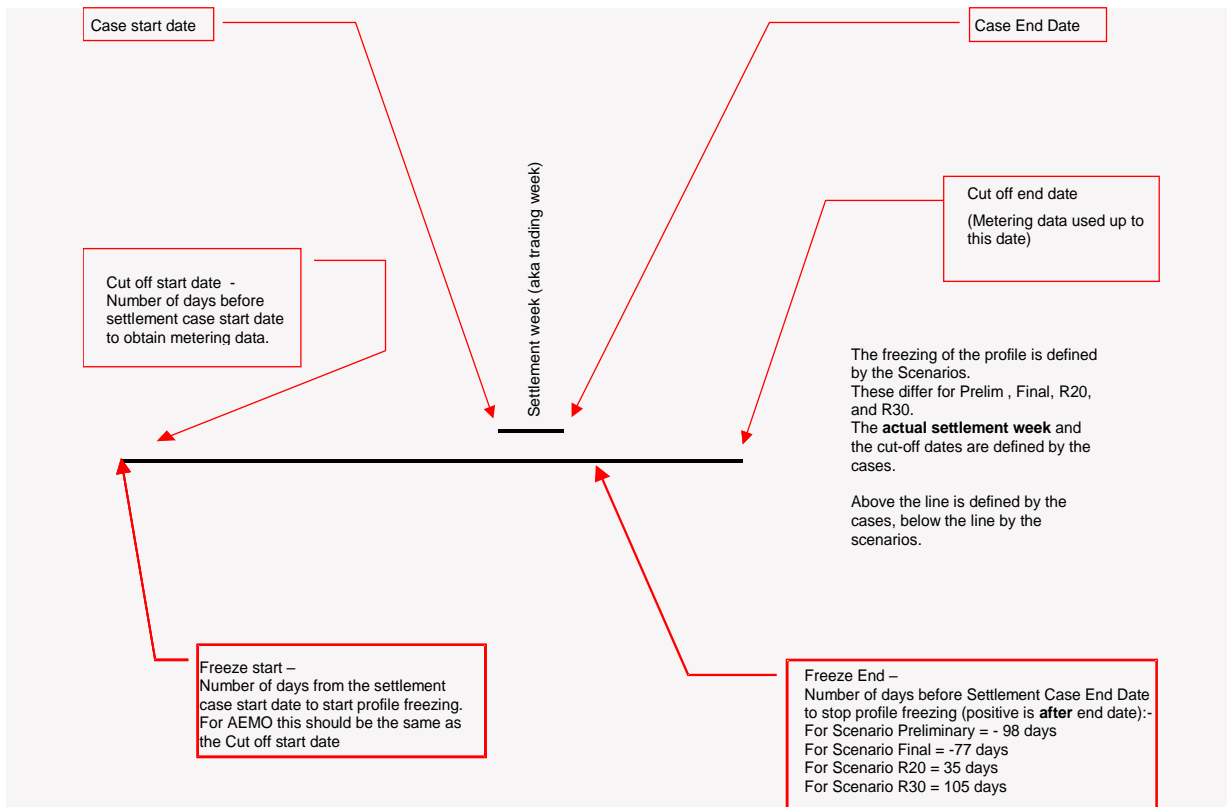 Case start date
Case End Date
Settlement week (aka trading week)
Cut off end date
(Metering data used up to
this date)
Cut off start date -
Number of days before
settlement case start date
to obtain metering data.
The freezing of the profile is defined
by the Scenarios.
These differ for Prelim , Final, R20,
and R30.
The actual settlement week and
the cut-off dates are defined by the
cases.
Above the line is defined by the
cases, below the line by the
scenarios.
Freeze start –
Number of days from the settlement
case start date to start profile freezing.
For AEMO this should be the same as
the Cut off start date
Freeze End –
Number of days before Settlement Case End Date
to stop profile freezing (positive is after end date):-
For Scenario Preliminary = - 98 days
For Scenario Final = -77 days
For Scenario R20 = 35 days
For Scenario R30 = 105 days